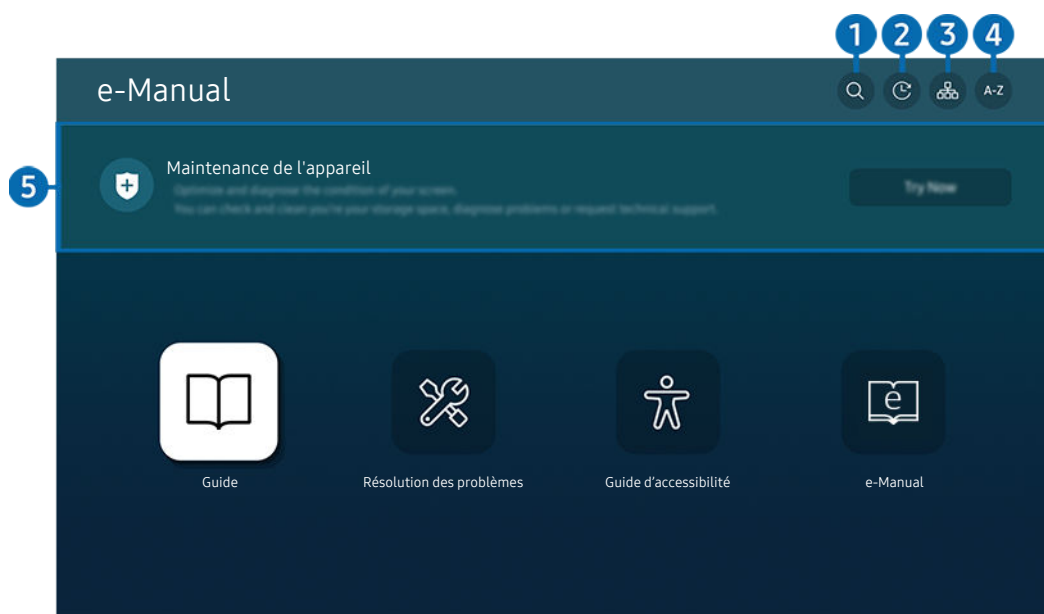 1 2 3 4
e-Manual
A-Z
5
Maintenance de l'appareil
Optimize and diagnose the condition of your screen.
You can check and clean you're your storage space, diagnose problems or request technical support.
Try Now
Guide
Résolution des problèmes
Guide d'accessibilité
e-Manual